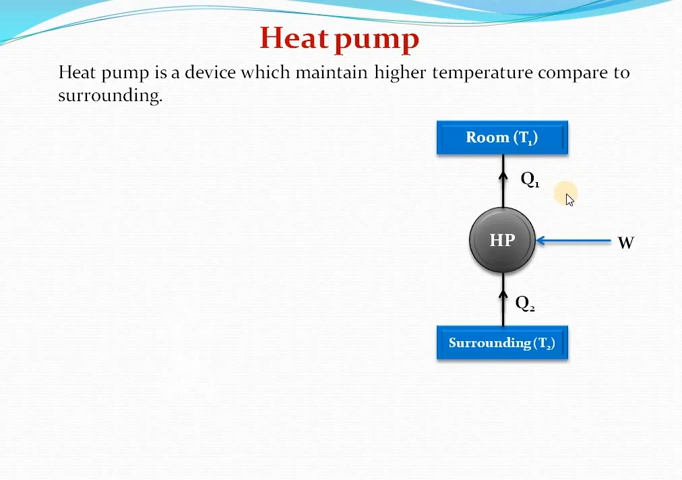 Heat pump
Heat pump is a device which maintain higher temperature compare to
surrounding.
Room (T₁)
Q₁
HP
W
Q₂
Surrounding (T₂)